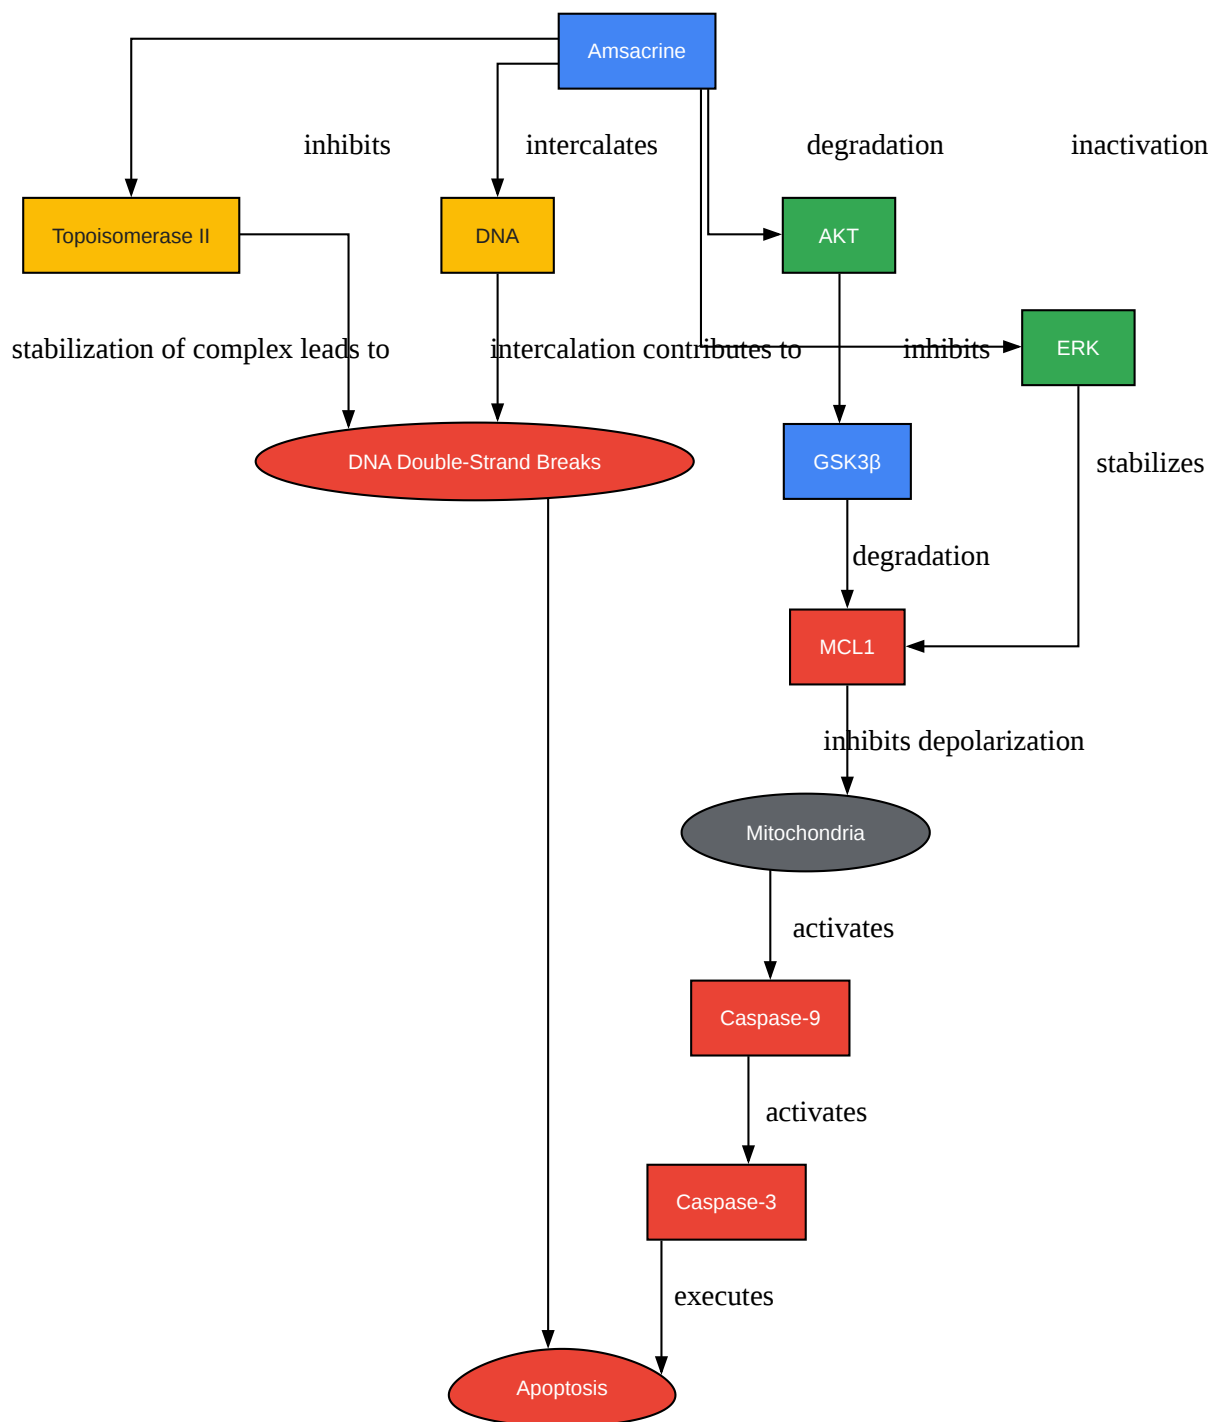 Amsacrine
inhibits
intercalates
degradation
inactivation
Topoisomerase II
DNA
AKT
stabilization of complex leads to
intercalation contributes to
inhibits
ERK
DNA Double-Strand Breaks
GSK3β
stabilizes
degradation
MCL1
inhibits depolarization
Mitochondria
activates
Caspase-9
activates
Caspase-3
executes
Apoptosis